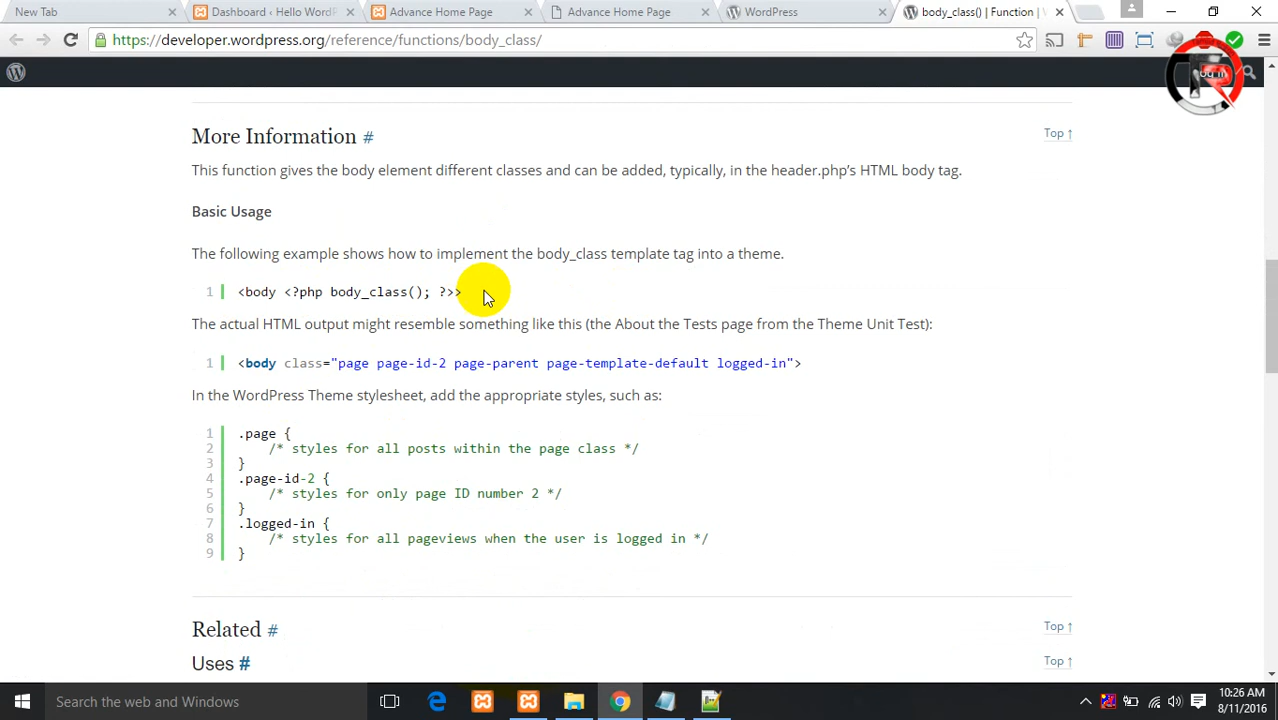 New Tab
Dashboard ‹ Hello WordP
Advance Home Page
Advance Home Page
WordPress
body_class() | Function |
https://developer.wordpress.org/reference/functions/body_class/
More Information #
Top ↑
This function gives the body element different classes and can be added, typically, in the header.php’s HTML body tag.
Basic Usage
The following example shows how to implement the body_class template tag into a theme.
1 <body <?php body_class(); ?>>
The actual HTML output might resemble something like this (the About the Tests page from the Theme Unit Test):
1 <body class="page page-id-2 page-parent page-template-default logged-in">
In the WordPress Theme stylesheet, add the appropriate styles, such as:
1 .page {
2 /* styles for all posts within the page class */
3 }
4 .page-id-2 {
5 /* styles for only page ID number 2 */
6 }
7 .logged-in {
8 /* styles for all pageviews when the user is logged in */
9 }
Related #
Top ↑
Uses #
Top ↑
Search the web and Windows
10:26 AM
8/11/2016